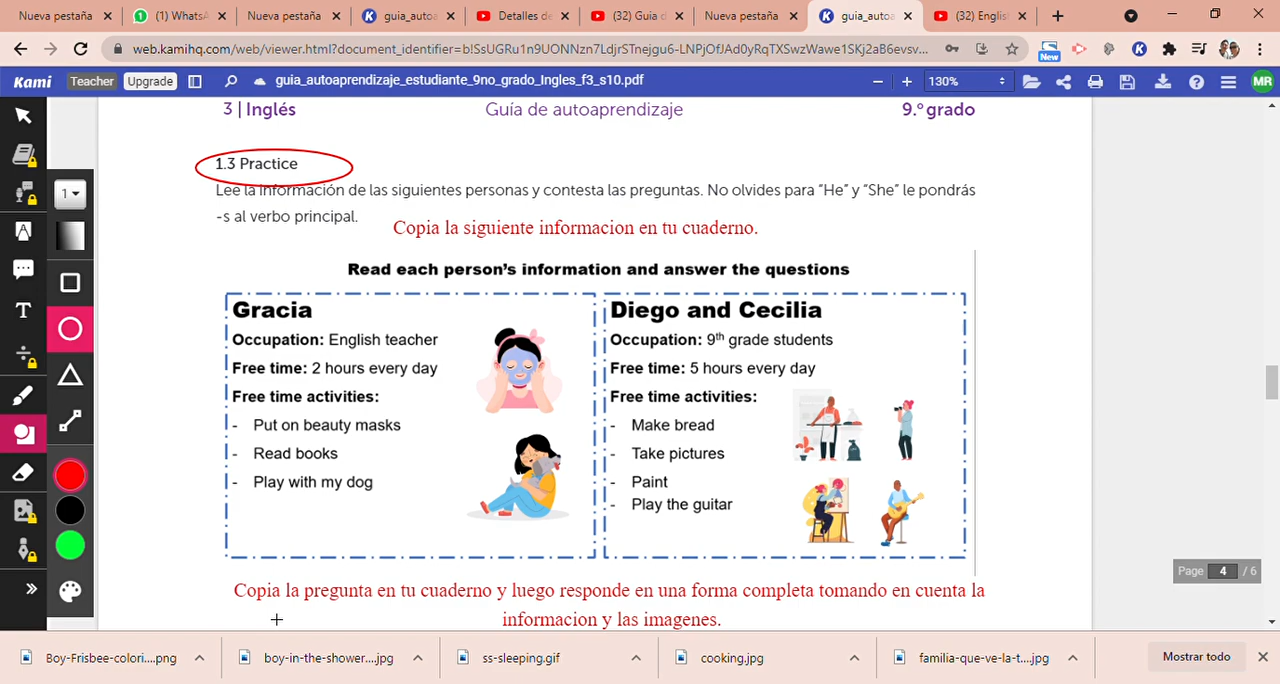 Nueva pestaña
(1) WhatsA
Nueva pestaña
guia_autoa
Detalles de
(32) Guia d
Nueva pestaña
guia_autoa
(32) Englis
web.kamihq.com/web/viewer.html?document_identifier=b!SsUGRu1n9UONNzn7LdjrSTnejgu6-LNPjOfJAd0yRqTXSwzWawe1SKj2aB6evsv...
New
Kami
Teacher
Upgrade
guia_autoaprendizaje_estudiante_9no_grado_Ingles_f3_s10.pdf
130%
MR
3 | Inglés
Guía de autoaprendizaje
9.º grado
1
1.3 Practice
Lee la información de las siguientes personas y contesta las preguntas. No olvides para “He” y “She” le pondrás
-s al verbo principal.
Copia la siguiente informacion en tu cuaderno.
Read each person’s information and answer the questions
Gracia
Occupation: English teacher
Free time: 2 hours every day
Free time activities:
- Put on beauty masks
- Read books
- Play with my dog
Diego and Cecilia
Occupation: 9th grade students
Free time: 5 hours every day
Free time activities:
- Make bread
- Take pictures
- Paint
- Play the guitar
Page 4 / 6
Copia la pregunta en tu cuaderno y luego responde en una forma completa tomando en cuenta la
informacion y las imagenes.
Boy-Frisbee-colori....png
boy-in-the-shower....jpg
ss-sleeping.gif
cooking.jpg
familia-que-ve-la-t....jpg
Mostrar todo